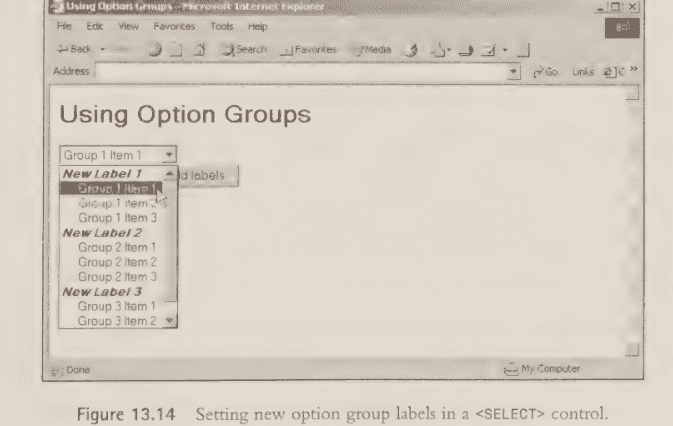 Using Option Groups - Microsoft Internet Explorer
File Edit View Favorites Tools Help
Back Search Favorites Media
Address Go Links
Using Option Groups
Group 1 Item 1
New Label 1 d labels
Group 1 Item 1
Group 1 Item
Group 1 Item 3
New Label 2
Group 2 Item 1
Group 2 Item 2
Group 2 Item 3
New Label 3
Group 3 Item 1
Group 3 Item 2
Done My Computer
Figure 13.14 Setting new option group labels in a <SELECT> control.